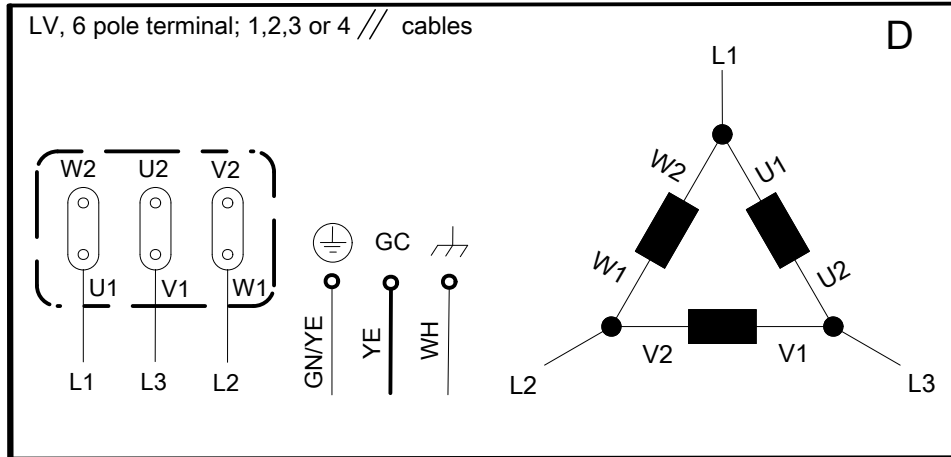 LV, 6 pole terminal; 1,2,3 or 4 // cables
D
L1
W2 U2 V2
U1 V1 W1
L1 L3 L2
GC
GN/YE
YE
WH
W2
U1
W1
U2
V2 V1
L2
L3